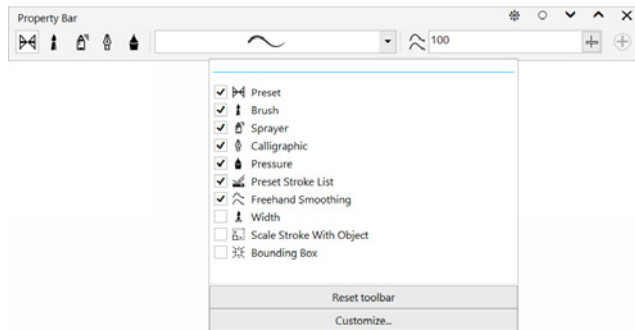 Property Bar
100
Preset
Brush
Sprayer
Calligraphic
Pressure
Preset Stroke List
Freehand Smoothing
Width
Scale Stroke With Object
Bounding Box
Reset toolbar
Customize...